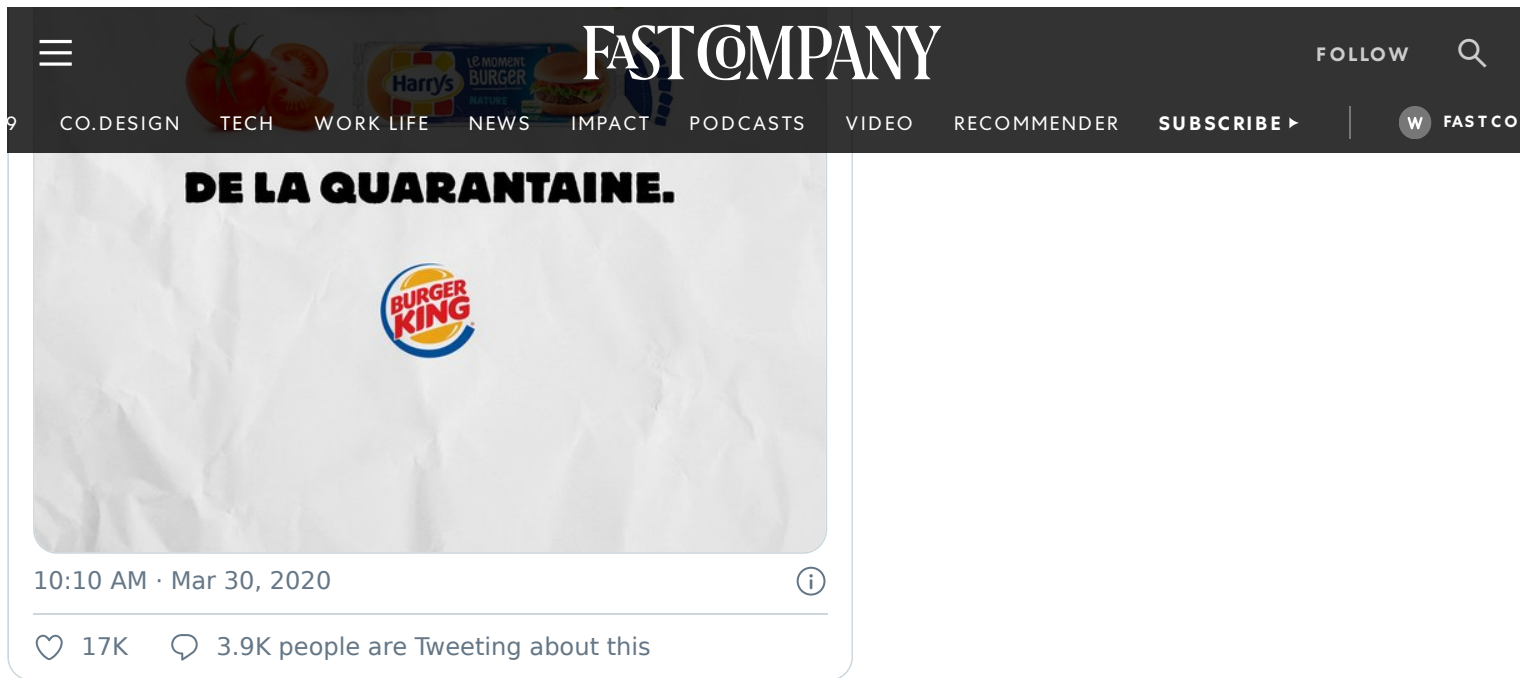 FAST COMPANY
FOLLOW
Harrys
LE MOMENT
BURGER
NATURE
9 CO.DESIGN TECH WORK LIFE NEWS IMPACT PODCASTS VIDEO RECOMMENDER SUBSCRIBE W FASTCO
DE LA QUARANTAINE.
BURGER
KING
10:10 AM · Mar 30, 2020
17K 3.9K people are Tweeting about this